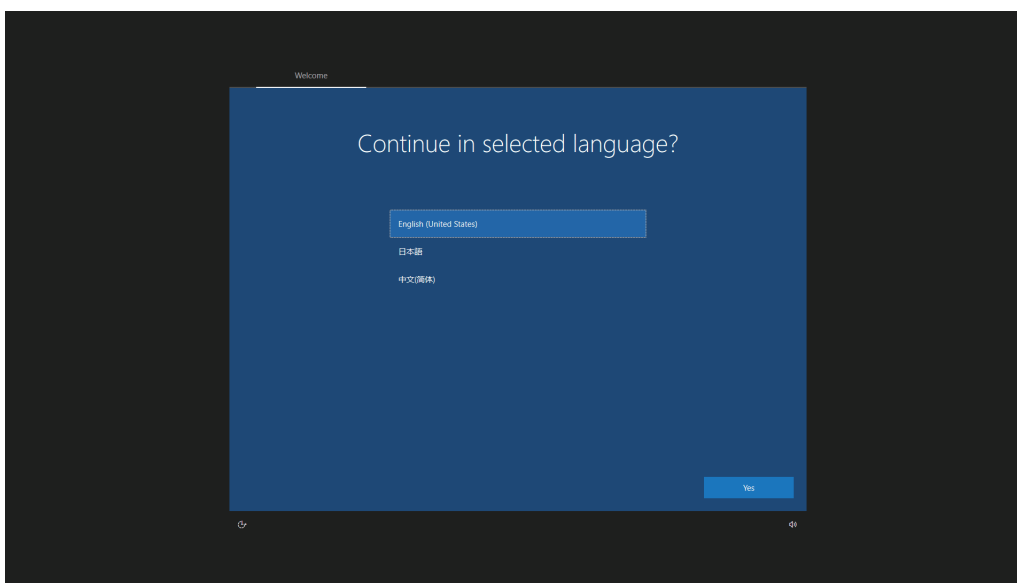 Welcome
Continue in selected language?
English (United States)
日本語
中文(简体)
Yes